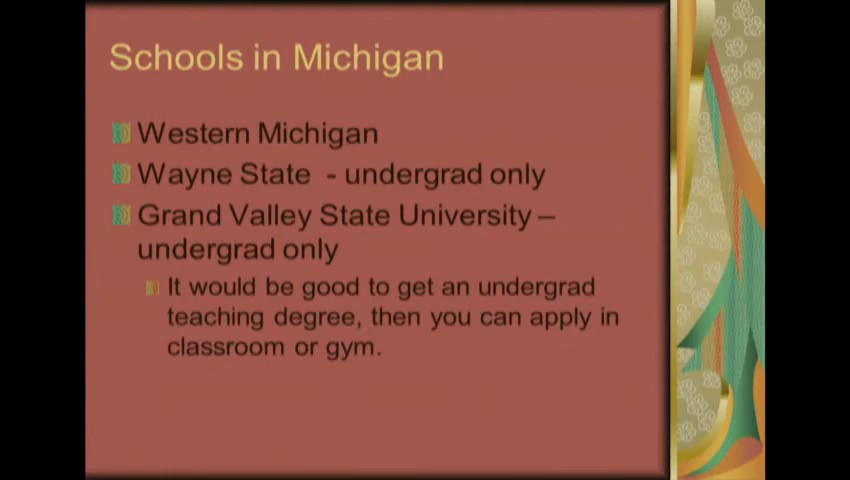 Schools in Michigan
Western Michigan
Wayne State - undergrad only
Grand Valley State University –
undergrad only
It would be good to get an undergrad
teaching degree, then you can apply in
classroom or gym.